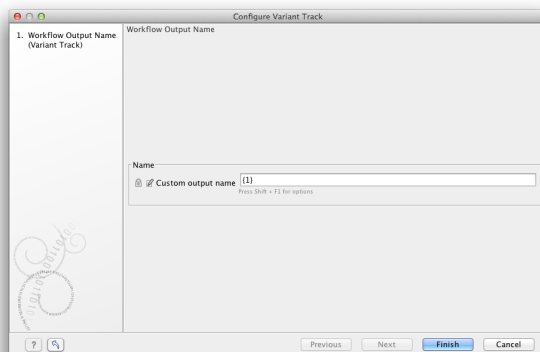 Configure Variant Track
1. Workflow Output Name
(Variant Track)
Workflow Output Name
Name
Custom output name {1}
Press Shift + F1 for options
? Previous Next Finish Cancel